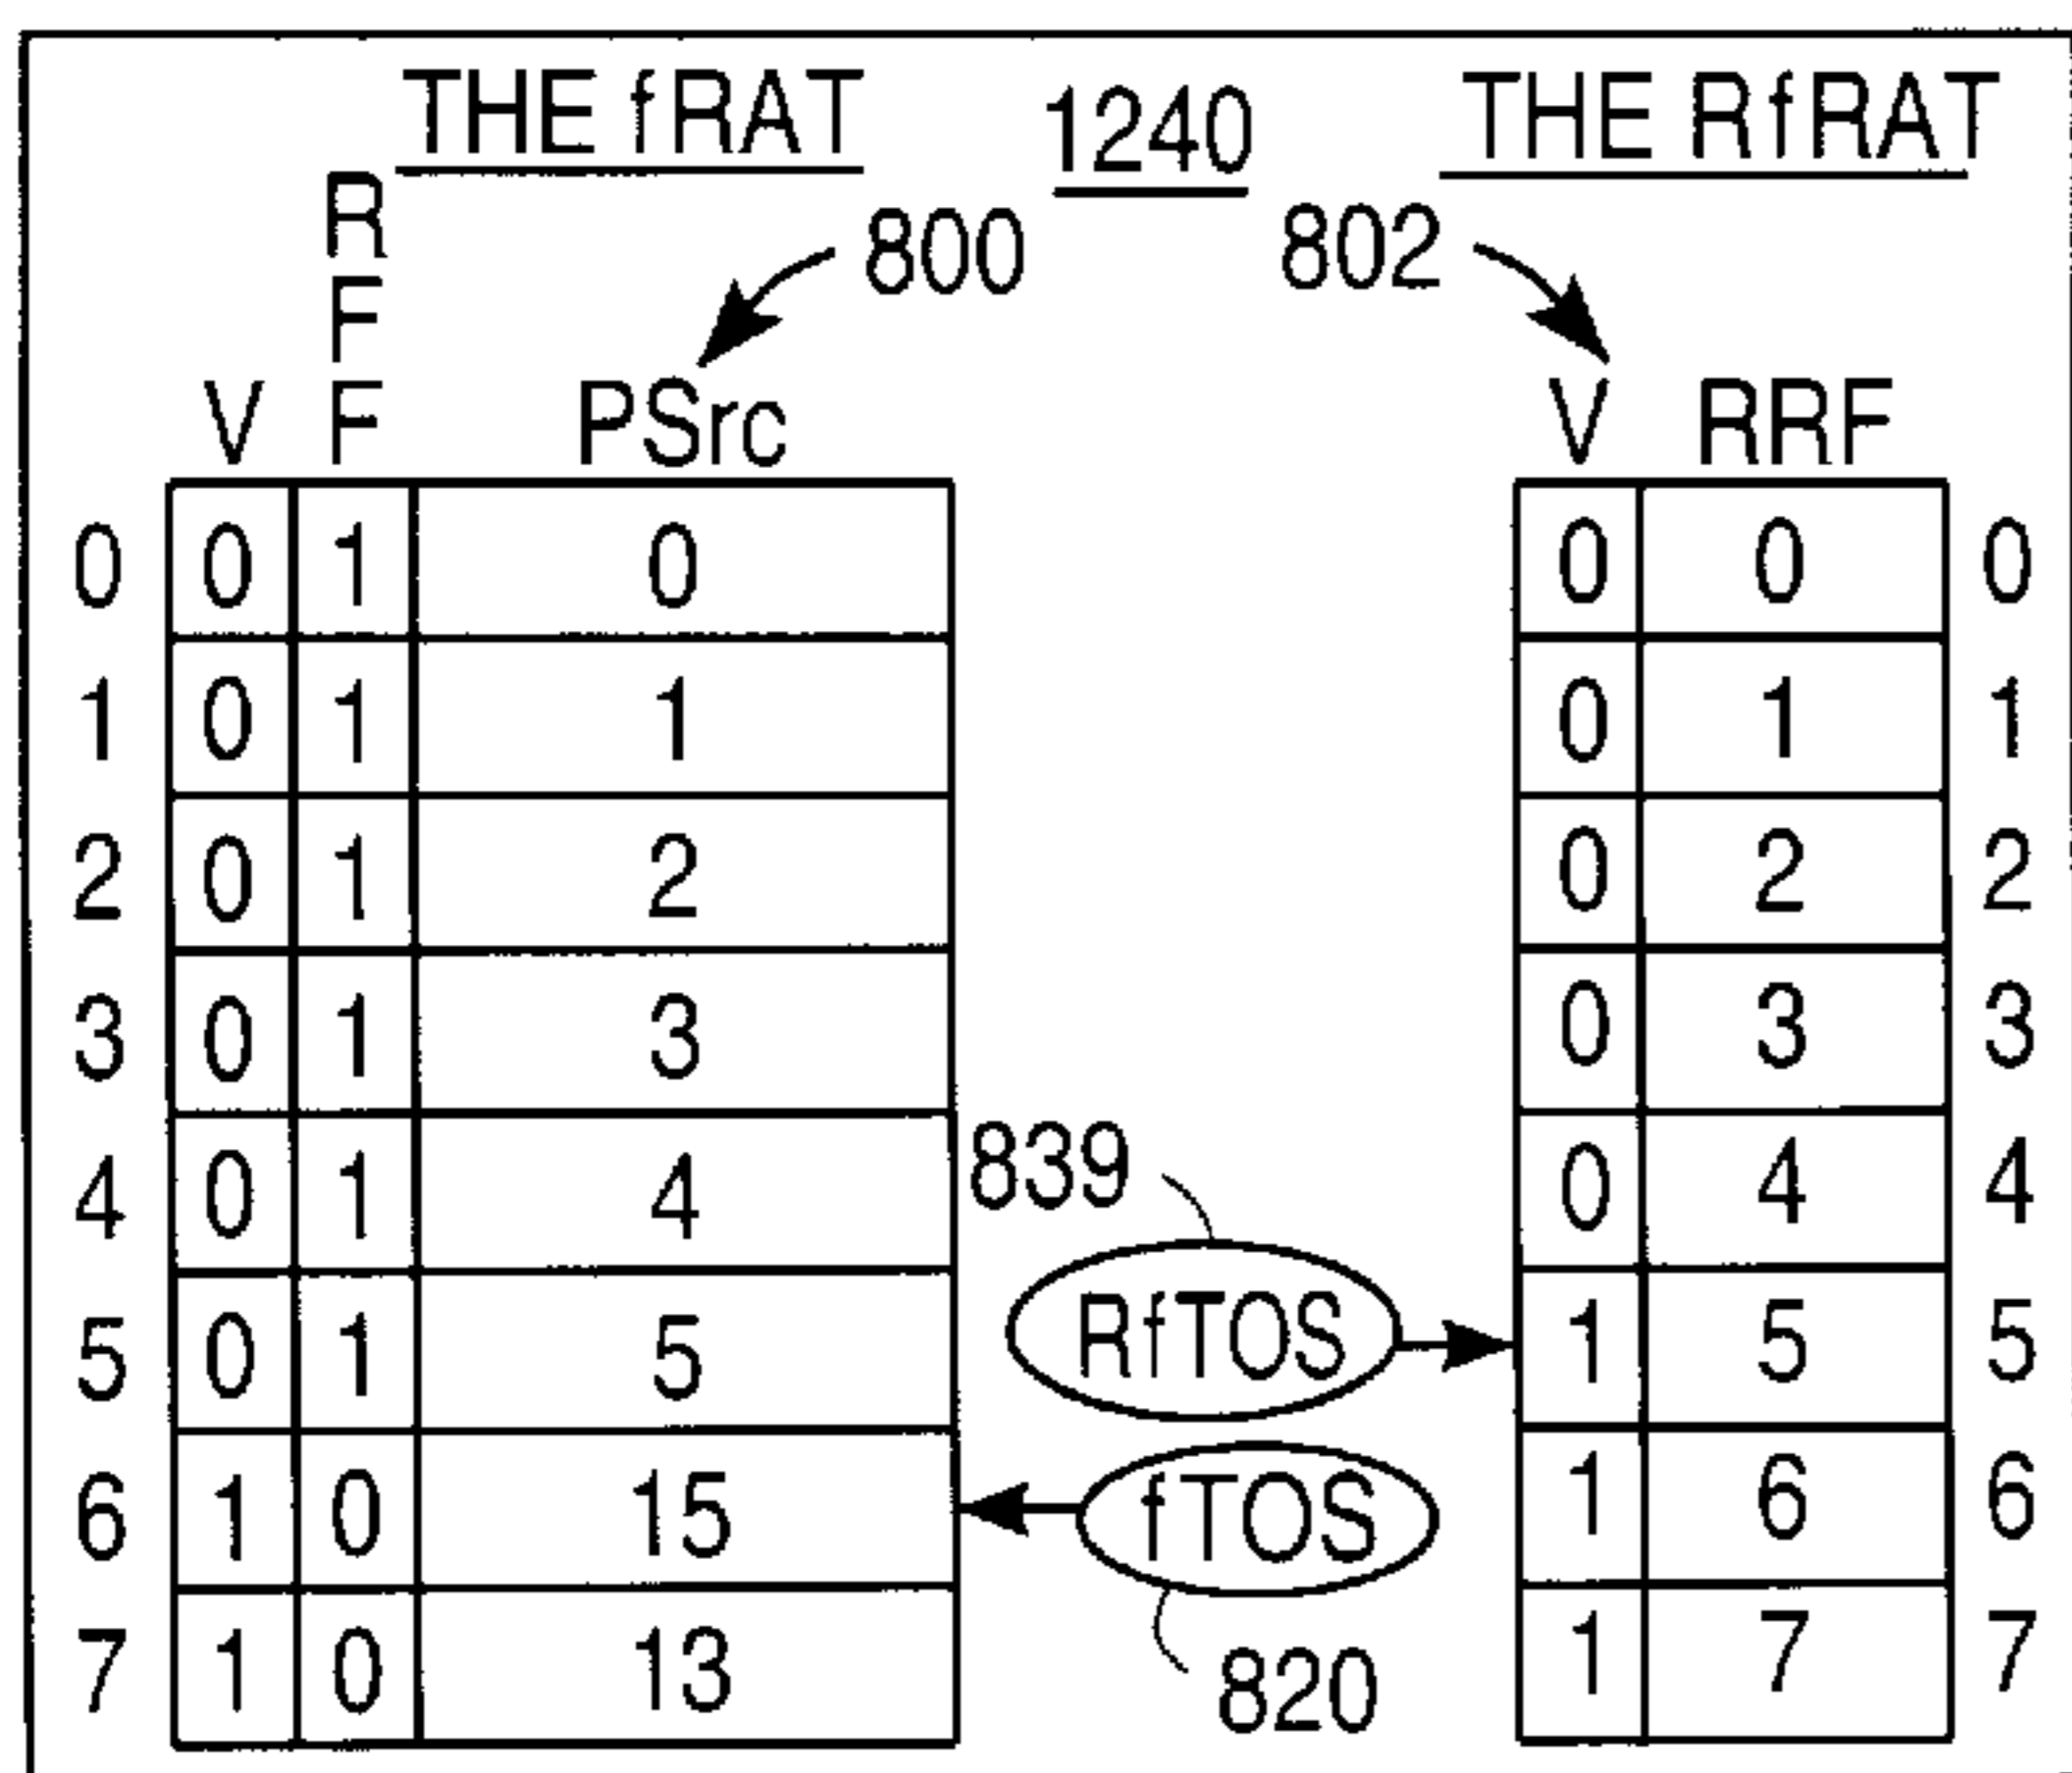 THE fRAT 1240 THE RfRAT
800 802
V RFF PSrc V RRF
0 0 1 0 0 0 0
1 0 1 1 0 1 1
2 0 1 2 0 2 2
3 0 1 3 0 3 3
4 0 1 4 839 0 4 4
5 0 1 5 RfTOS 1 5 5
6 1 0 15 fTOS 1 6 6
7 1 0 13 820 1 7 7